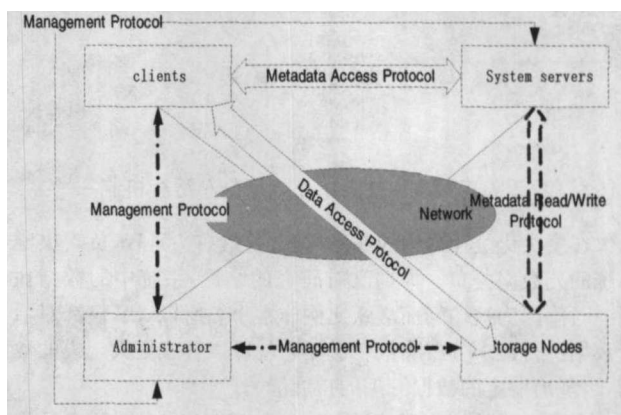 Management Protocol
clients
Metadata Access Protocol
System servers
Management Protocol
Data Access Protocol
Network
Metadata Read/Write
Protocol
Administrator
Management Protocol
Storage Nodes